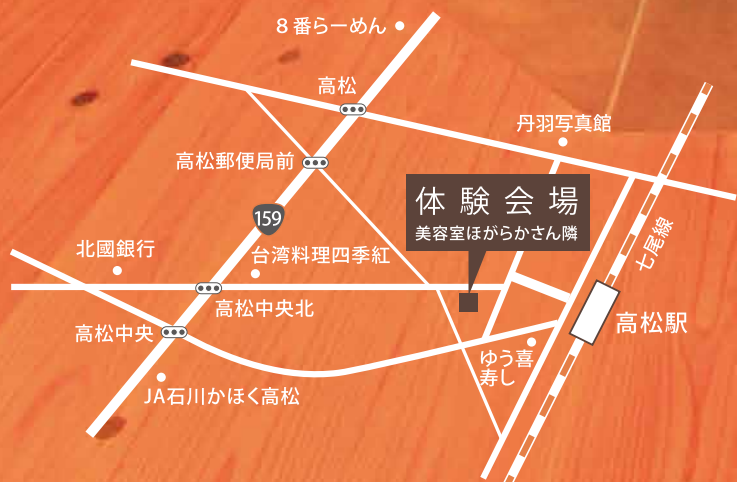 8番らーめん
高松
丹羽写真館
高松郵便局前
体験会場
美容室ほがらかさん隣
159
七尾線
北國銀行
台湾料理四季紅
高松中央北
高松駅
高松中央
ゆう喜
寿し
JA石川かほく高松